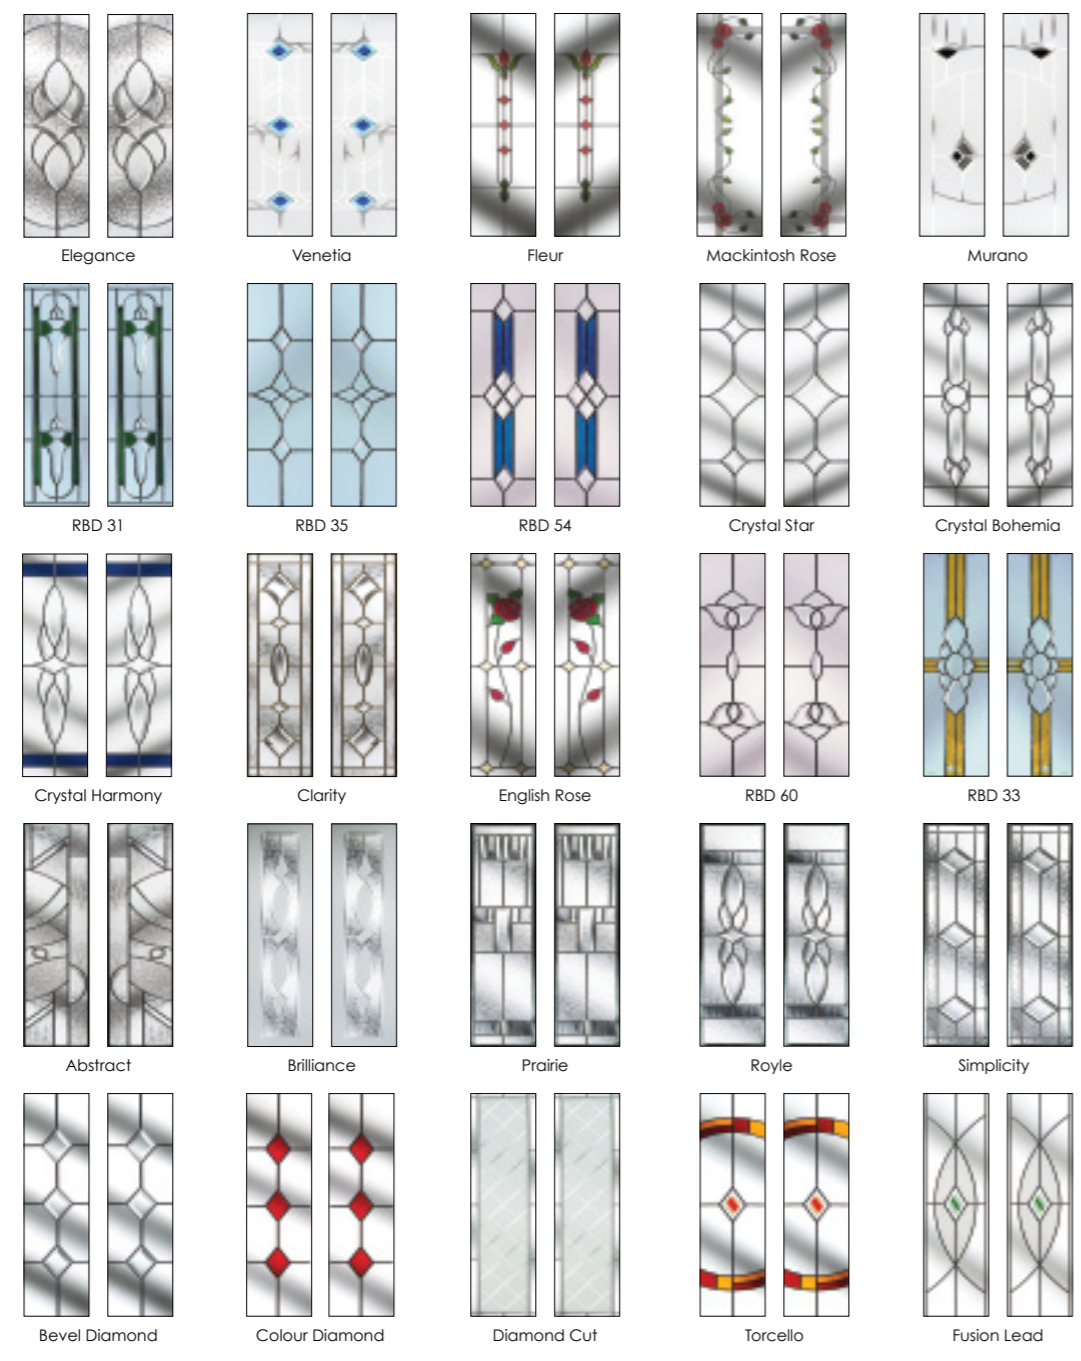 Elegance
Venetia
Fleur
Mackintosh Rose
Murano
RBD 31
RBD 35
RBD 54
Crystal Star
Crystal Bohemia
Crystal Harmony
Clarity
English Rose
RBD 60
RBD 33
Abstract
Brilliance
Prairie
Royle
Simplicity
Bevel Diamond
Colour Diamond
Diamond Cut
Torcello
Fusion Lead